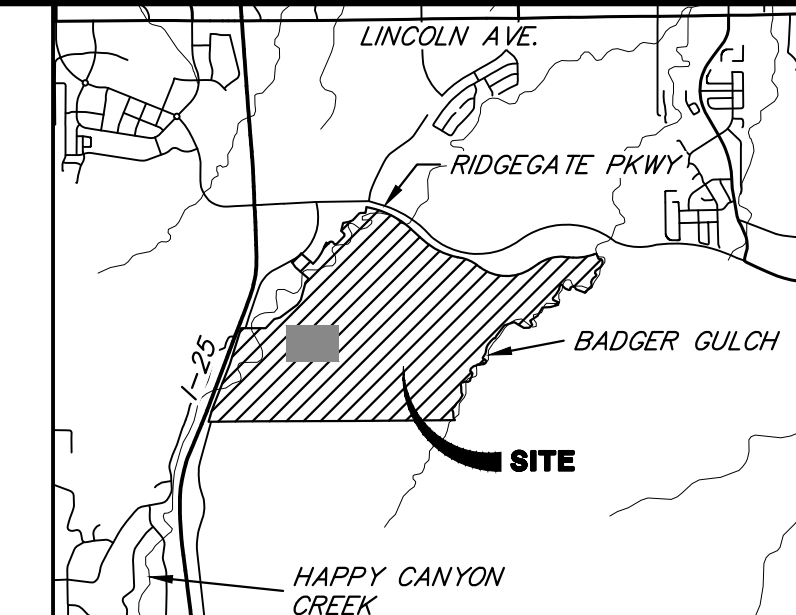 LINCOLN AVE.
RIDGEGATE PKWY
I-25
BADGER GULCH
SITE
HAPPY CANYON
CREEK